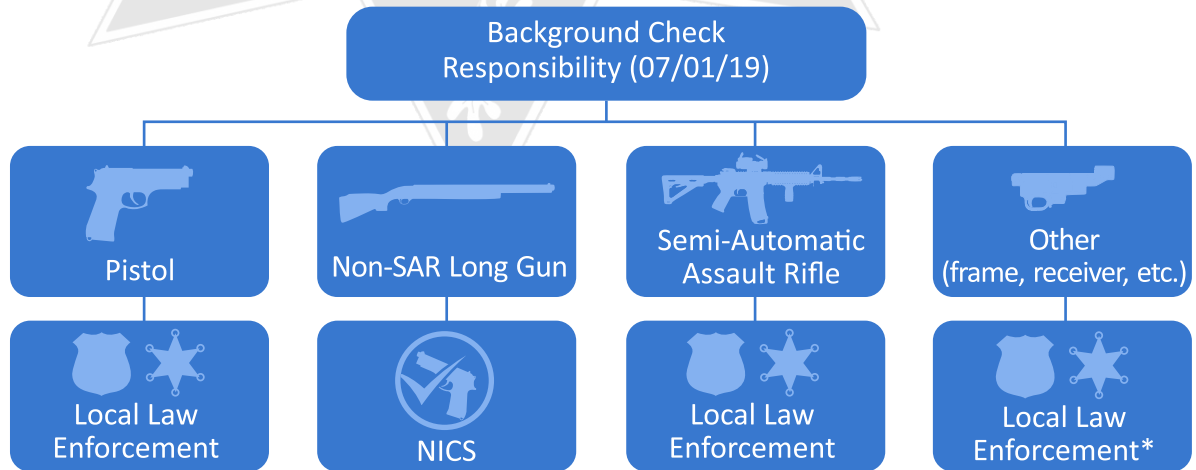 Background Check
Responsibility (07/01/19)
Pistol
Non-SAR Long Gun
Semi-Automatic
Assault Rifle
Other
(frame, receiver, etc.)
Local Law
Enforcement
NICS
Local Law
Enforcement
Local Law
Enforcement*